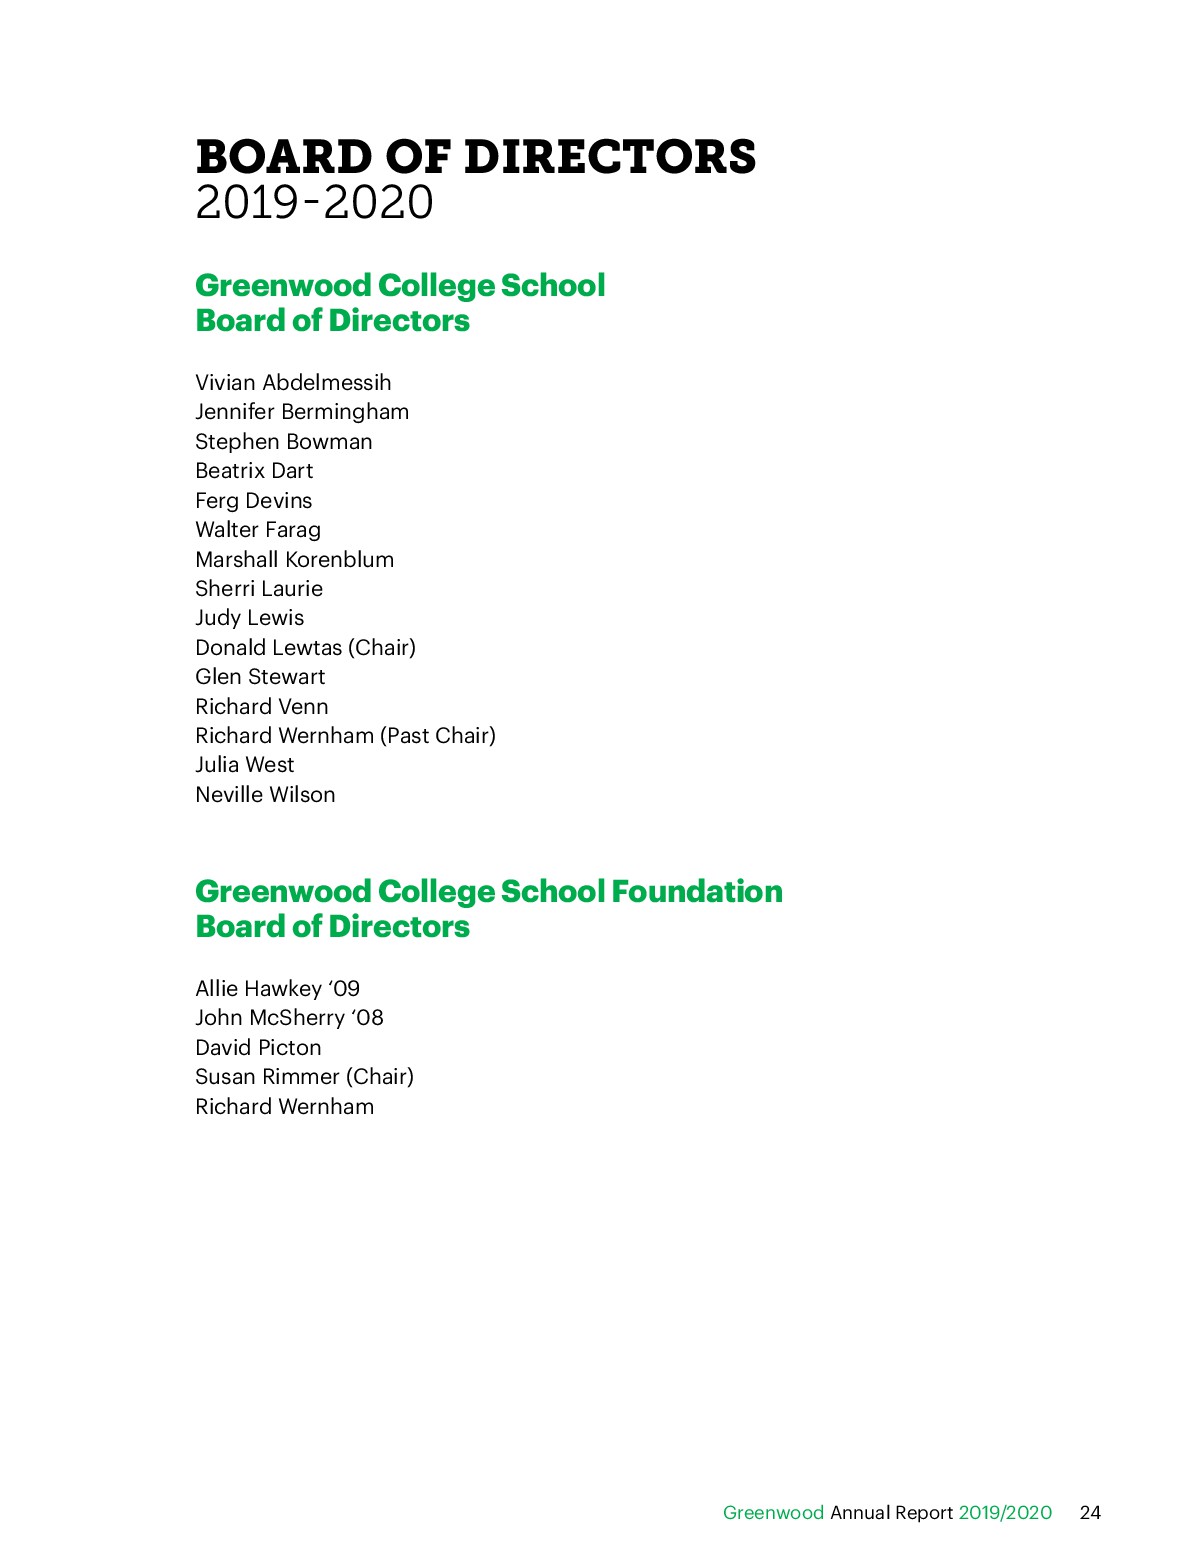 BOARD OF DIRECTORS
2019-2020
Greenwood College School
Board of Directors
Vivian Abdelmessih
Jennifer Bermingham
Stephen Bowman
Beatrix Dart
Ferg Devins
Walter Farag
Marshall Korenblum
Sherri Laurie
Judy Lewis
Donald Lewtas (Chair)
Glen Stewart
Richard Venn
Richard Wernham (Past Chair)
Julia West
Neville Wilson
Greenwood College School Foundation
Board of Directors
Allie Hawkey ‘09
John McSherry ‘08
David Picton
Susan Rimmer (Chair)
Richard Wernham
Greenwood Annual Report 2019/2020 24